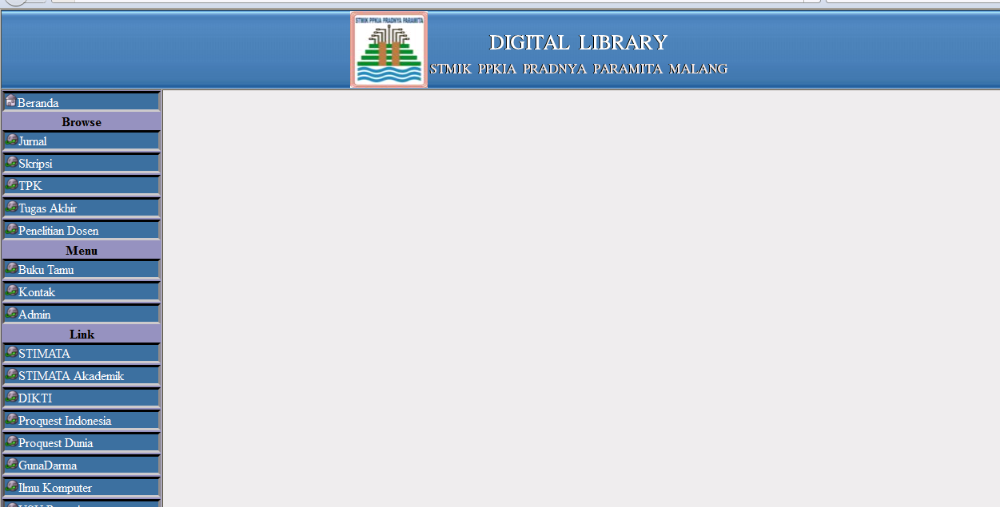 STMIK PPKIA PRADNYA PARAMITA
DIGITAL LIBRARY
STMIK PPKIA PRADNYA PARAMITA MALANG
Beranda
Browse
Jurnal
Skripsi
TPK
Tugas Akhir
Penelitian Dosen
Menu
Buku Tamu
Kontak
Admin
Link
STIMATA
STIMATA Akademik
DIKTI
Proquest Indonesia
Proquest Dunia
GunaDarma
Ilmu Komputer